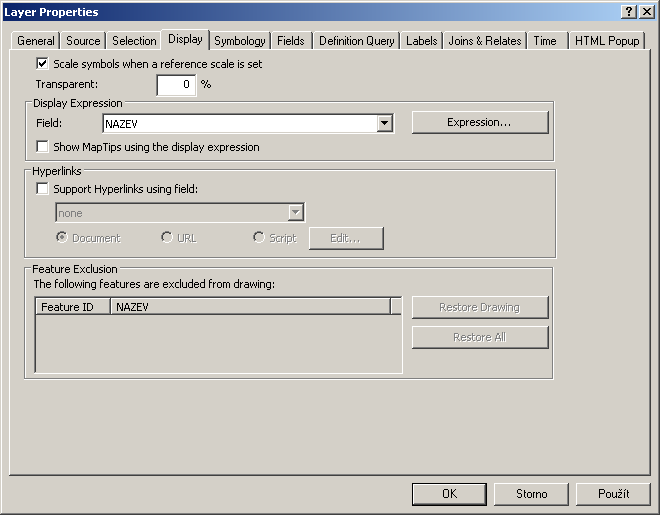 Layer Properties
General Source Selection Display Symbology Fields Definition Query Labels Joins & Relates Time HTML Popup
Scale symbols when a reference scale is set
Transparent: 0 %
Display Expression
Field: NAZEV Expression...
Show MapTips using the display expression
Hyperlinks
Support Hyperlinks using field:
none
Document URL Script Edit...
Feature Exclusion
The following features are excluded from drawing:
Feature ID NAZEV Restore Drawing
Restore All
OK Storno Použít